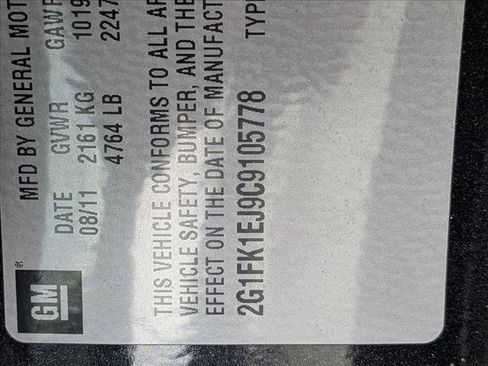 GM®
MFD BY GENERAL MOT
DATE GVWR GAWR
08/11 2161 KG 1019
4764 LB 2247
THIS VEHICLE CONFORMS TO ALL AP
VEHICLE SAFETY, BUMPER, AND THE
EFFECT ON THE DATE OF MANUFACT
2G1FK1EJ9C9105778 TYP